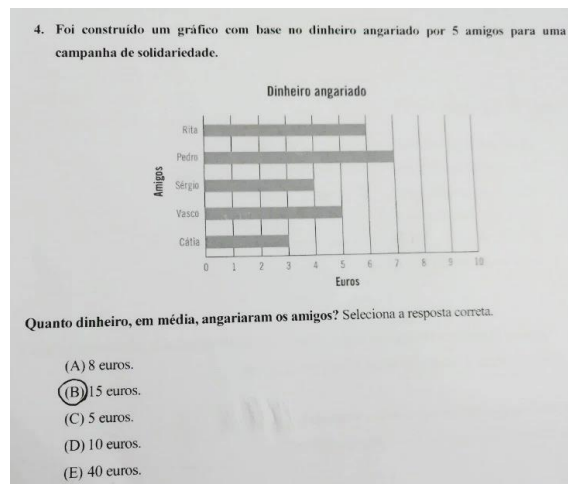 4. Foi construído um gráfico com base no dinheiro angariado por 5 amigos para uma
campanha de solidariedade.
Dinheiro angariado
Amigos
Rita
Pedro
Sérgio
Vasco
Cátia
0 1 2 3 4 5 6 7 8 9 10
Euros
Quanto dinheiro, em média, angariaram os amigos? Seleciona a resposta correta.
(A) 8 euros.
(B) 15 euros.
(C) 5 euros.
(D) 10 euros.
(E) 40 euros.